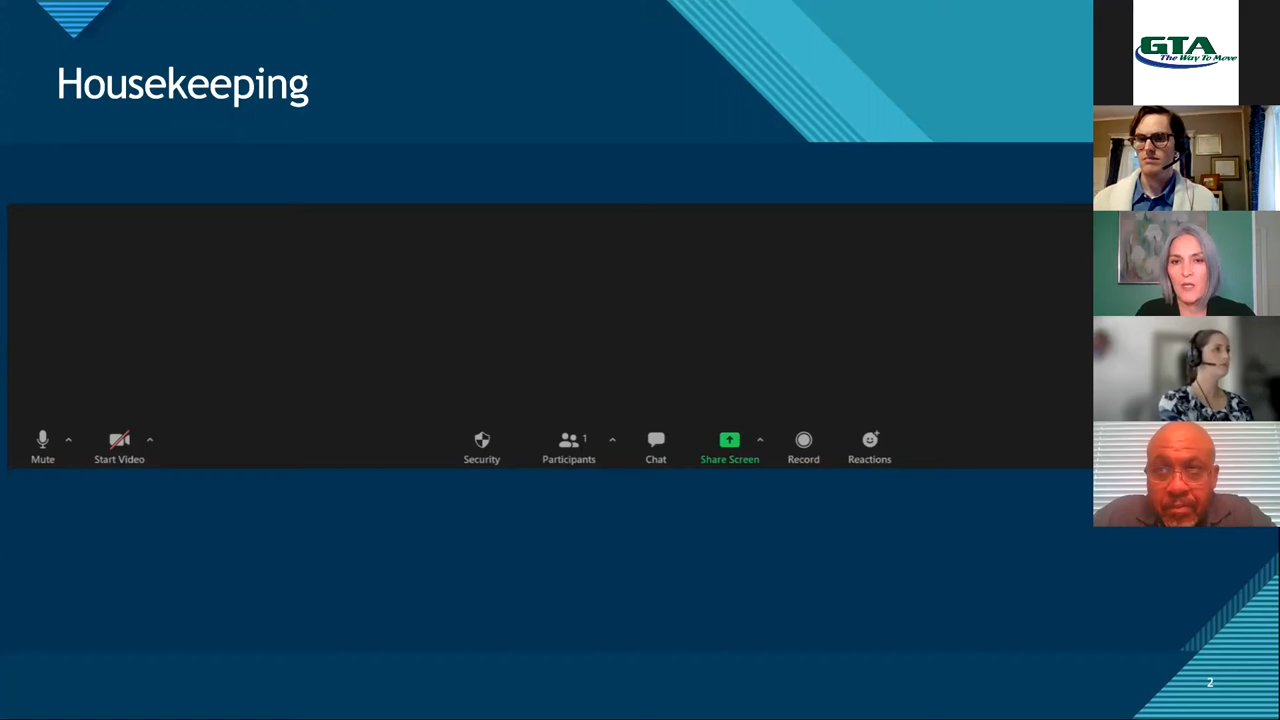 Housekeeping
GTA
The Way To Move
1
Mute
Start Video
Security
Participants
Chat
Share Screen
Record
Reactions
2